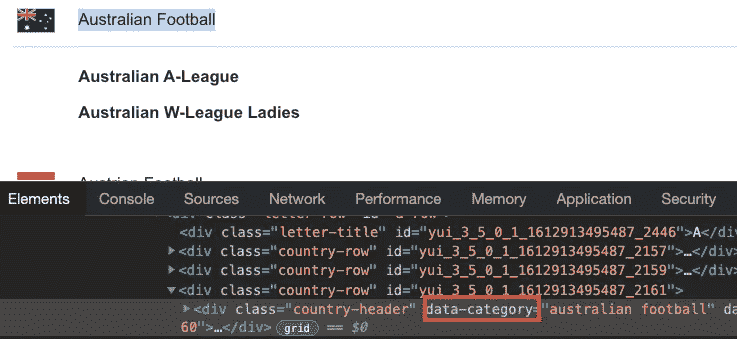 Australian Football
Australian A-League
Australian W-League Ladies
Austrian Football
Elements Console Sources Network Performance Memory Application Security
<div class="letter-row" id="a-row">
<div class="letter-title" id="yui_3_5_0_1_1612913495487_2446">A</div>
<div class="country-row" id="yui_3_5_0_1_1612913495487_2157">…</div>
<div class="country-row" id="yui_3_5_0_1_1612913495487_2159">…</div>
<div class="country-row" id="yui_3_5_0_1_1612913495487_2161">
<div class="country-header" data-category="australian football" da
60">…</div> grid == $0